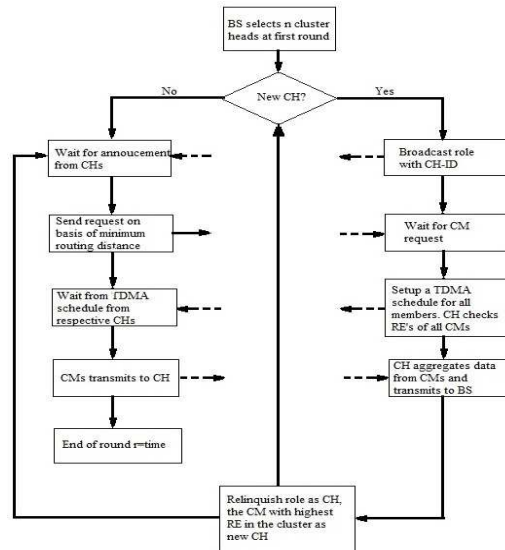 BS selects n cluster
heads at first round
No
New CH?
Yes
Wait for annoucement
from CHs
Broadcast role
with CH-ID
Send request on
basis of minimum
routing distance
Wait for CM
request
Wait from TDMA
schedule from
respective CHs
Setup a TDMA
schedule for all
members. CH checks
RE's of all CMs
CMs transmits to CH
CH aggregates data
from CMs and
transmits to BS
End of round r=time
Relinquish role as CH,
the CM with highest
RE in the cluster as
new CH